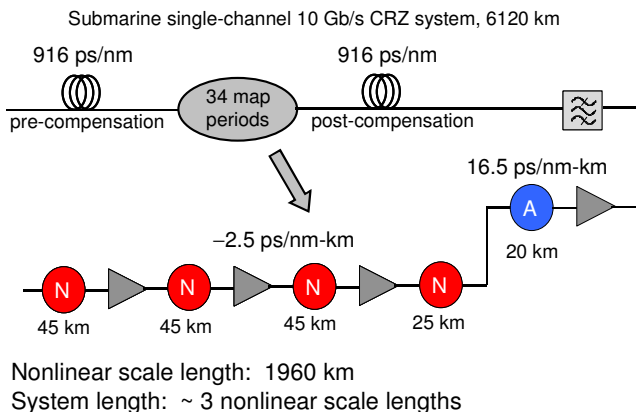 Submarine single-channel 10 Gb/s CRZ system, 6120 km
916 ps/nm
916 ps/nm
34 map
periods
pre-compensation
post-compensation
16.5 ps/nm-km
A
20 km
−2.5 ps/nm-km
N
N
N
N
45 km
45 km
45 km
25 km
Nonlinear scale length: 1960 km
System length: ~ 3 nonlinear scale lengths